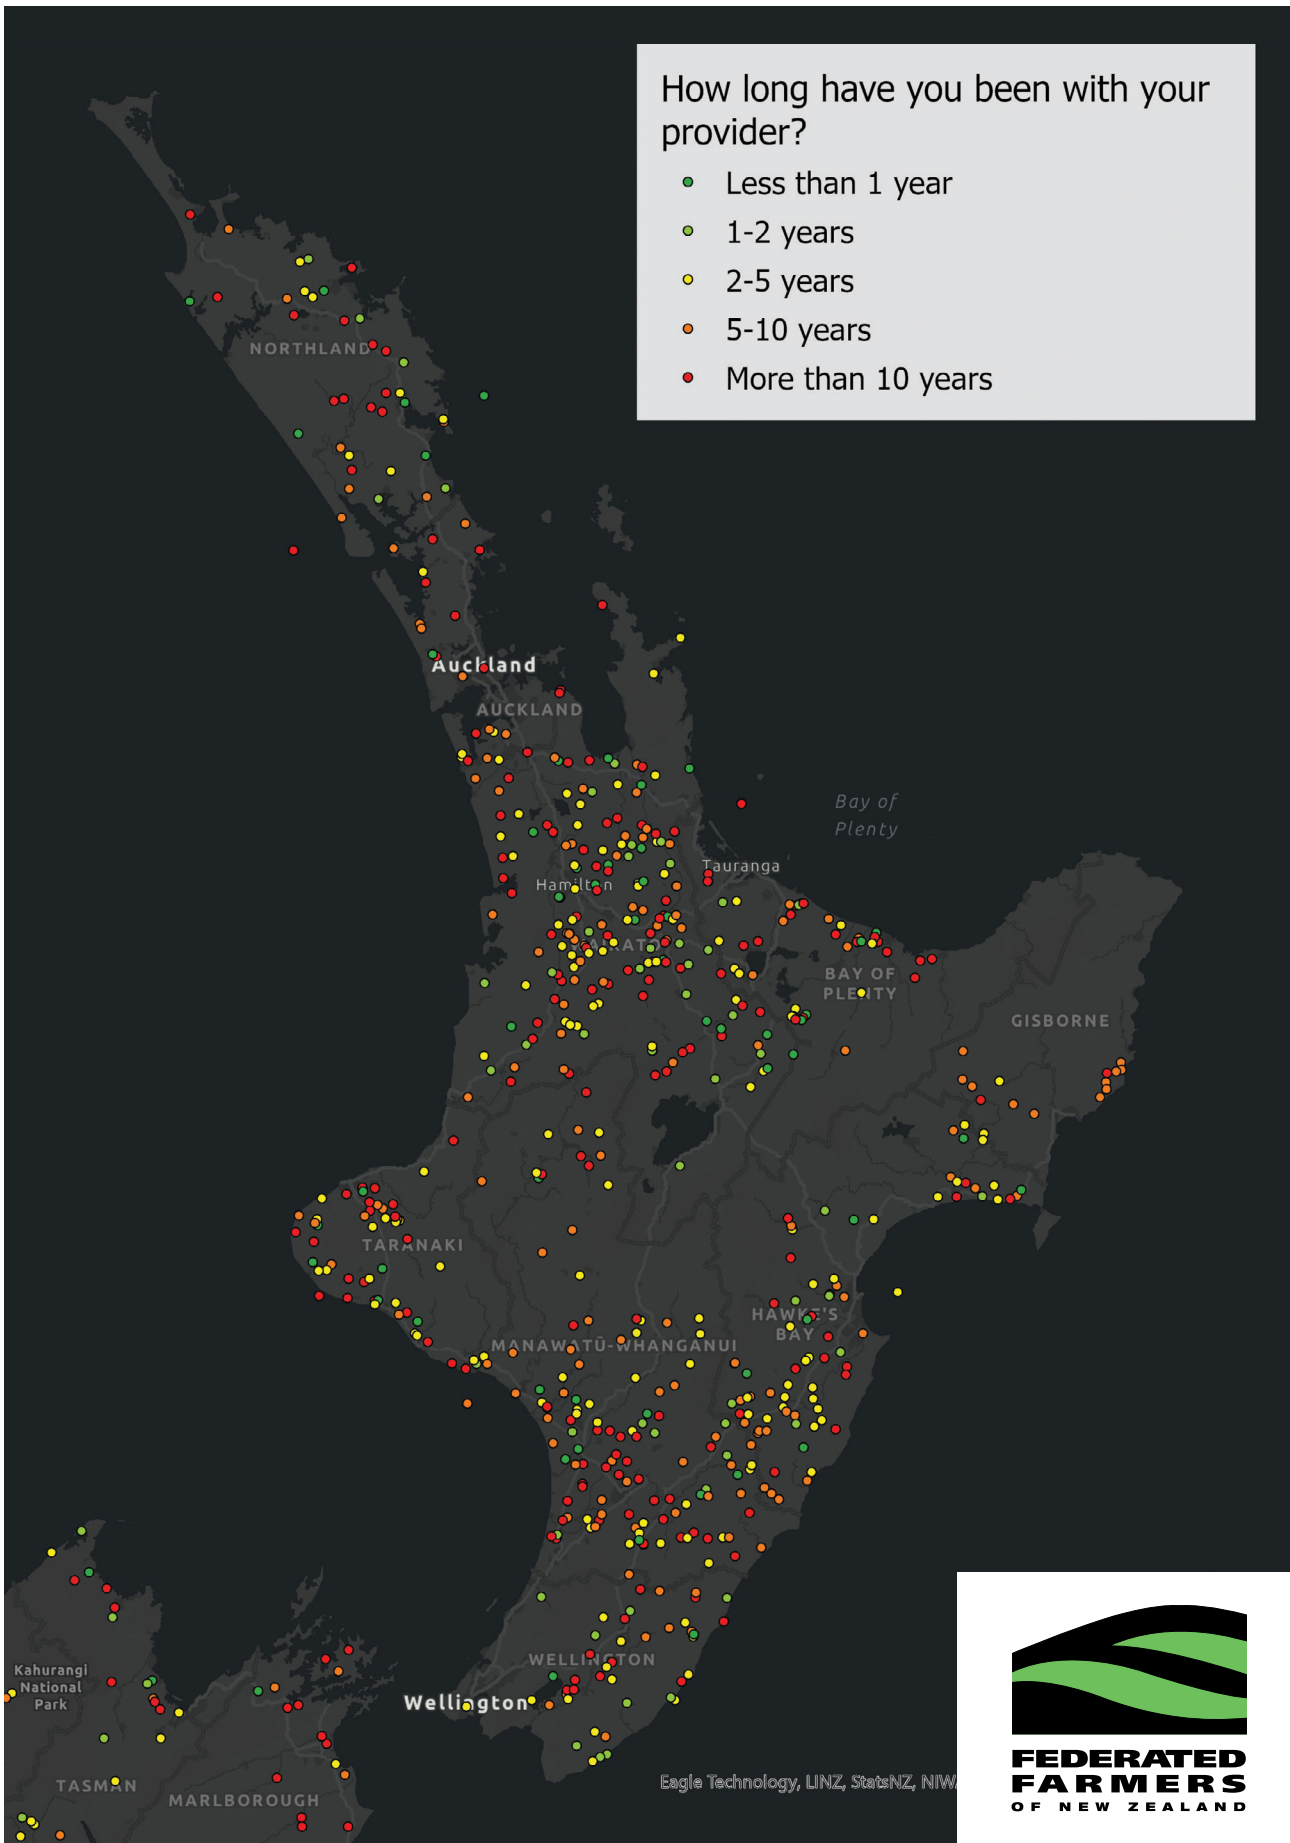 How long have you been with your
provider?
Less than 1 year
1-2 years
2-5 years
5-10 years
More than 10 years
NORTHLAND
Auckland
AUCKLAND
Bay of
Plenty
Tauranga
Hamilton
WAIKATO
BAY OF
PLENTY
GISBORNE
TARANAKI
HAWKE'S
BAY
MANAWATŪ-WHANGANUI
WELLINGTON
Wellington
Kahurangi
National
Park
TASMAN
MARLBOROUGH
Eagle Technology, LINZ, StatsNZ, NIWA
FEDERATED
FARMERS
OF NEW ZEALAND